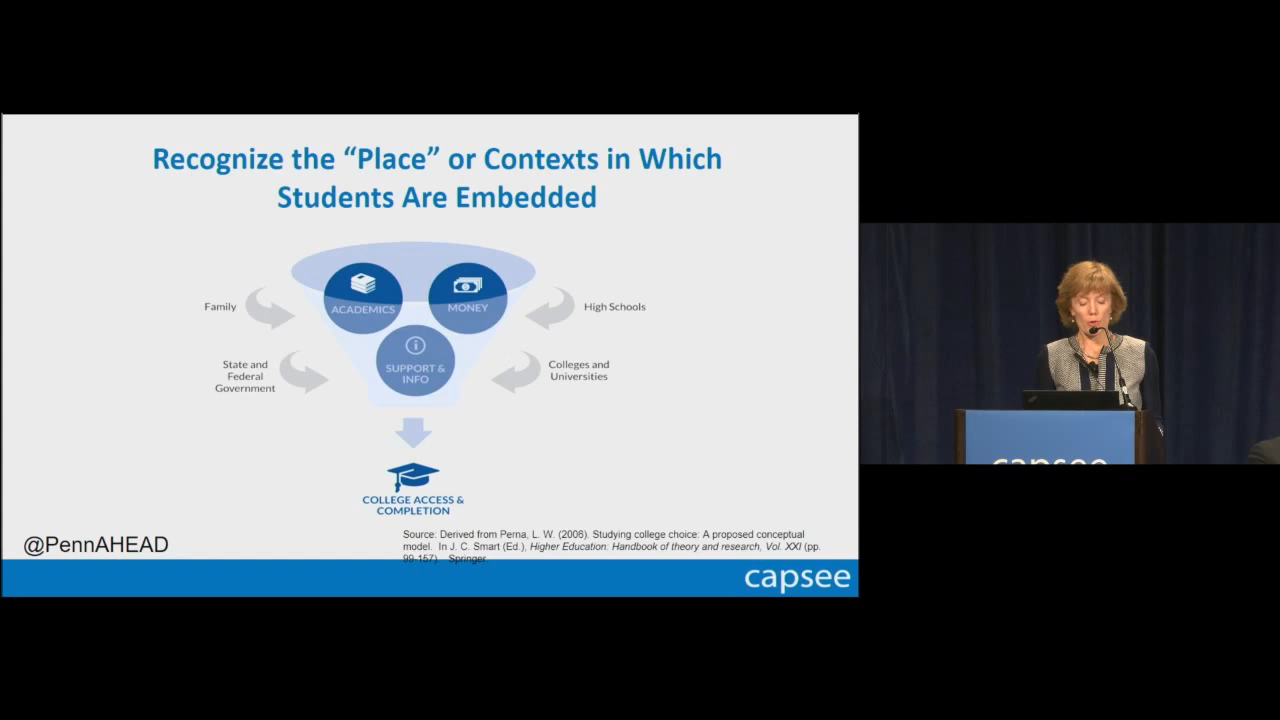 Recognize the “Place” or Contexts in Which
Students Are Embedded
ACADEMICS
MONEY
SUPPORT &
INFO
Family
High Schools
State and
Federal
Government
Colleges and
Universities
COLLEGE ACCESS &
COMPLETION
Source: Derived from Perna, L. W. (2006). Studying college choice: A proposed conceptual
model. In J. C. Smart (Ed.), Higher Education: Handbook of theory and research, Vol. XXI (pp.
99-157). Springer.
@PennAHEAD
capsee
capsee